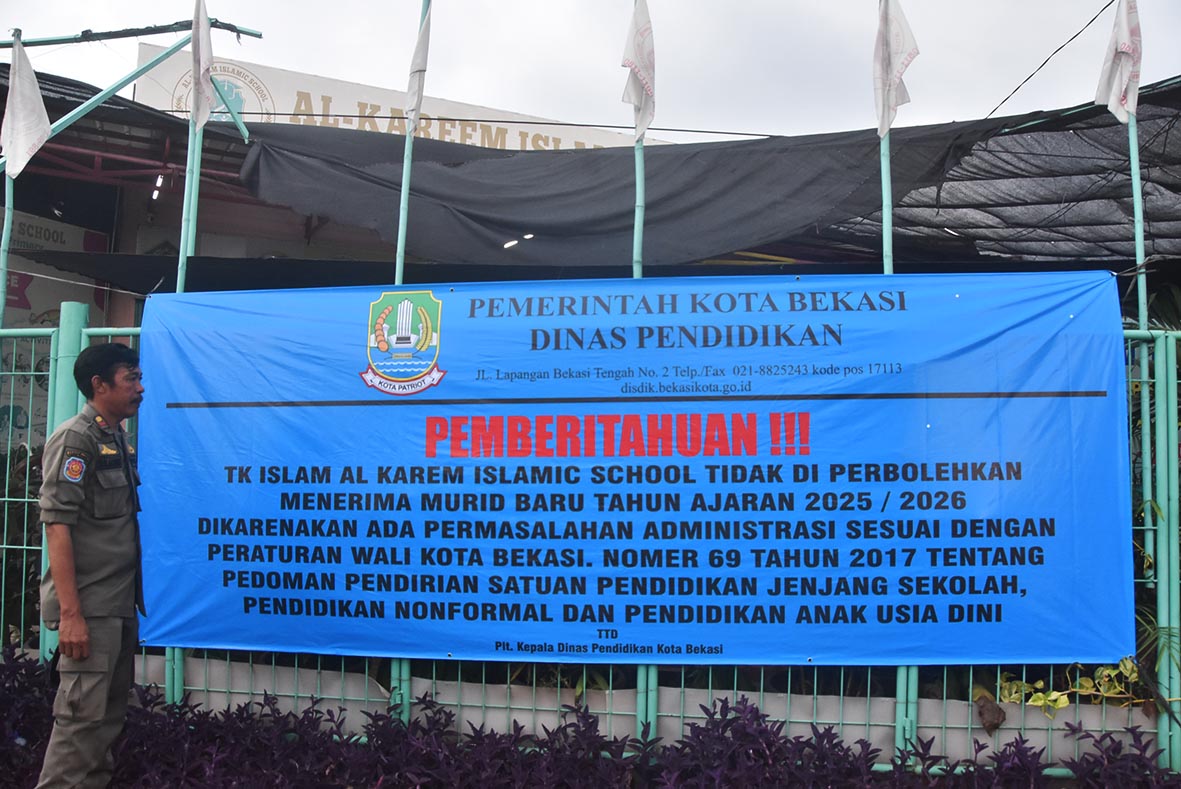 AL-KAREEM ISLAM
SCHOOL
PEMERINTAH KOTA BEKASI
DINAS PENDIDIKAN
KOTA PATRIOT
JL. Lapangan Bekasi Tengah No. 2 Telp./Fax 021-8825243 kode pos 17113
disdik.bekasikota.go.id
PEMBERITAHUAN !!!
TK ISLAM AL KAREM ISLAMIC SCHOOL TIDAK DI PERBOLEHKAN
MENERIMA MURID BARU TAHUN AJARAN 2025 / 2026
DIKARENAKAN ADA PERMASALAHAN ADMINISTRASI SESUAI DENGAN
PERATURAN WALI KOTA BEKASI. NOMER 69 TAHUN 2017 TENTANG
PEDOMAN PENDIRIAN SATUAN PENDIDIKAN JENJANG SEKOLAH,
PENDIDIKAN NONFORMAL DAN PENDIDIKAN ANAK USIA DINI
TTD
Plt. Kepala Dinas Pendidikan Kota Bekasi